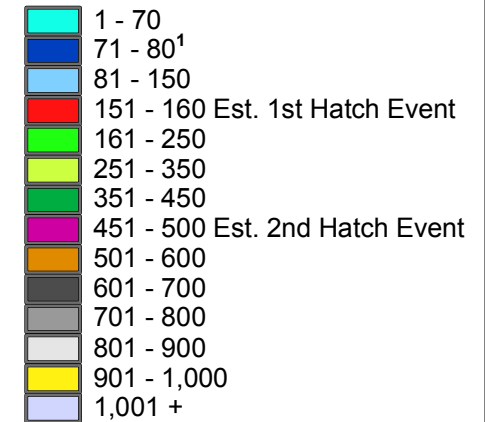 1 - 70
71 - 80¹
81 - 150
151 - 160 Est. 1st Hatch Event
161 - 250
251 - 350
351 - 450
451 - 500 Est. 2nd Hatch Event
501 - 600
601 - 700
701 - 800
801 - 900
901 - 1,000
1,001 +